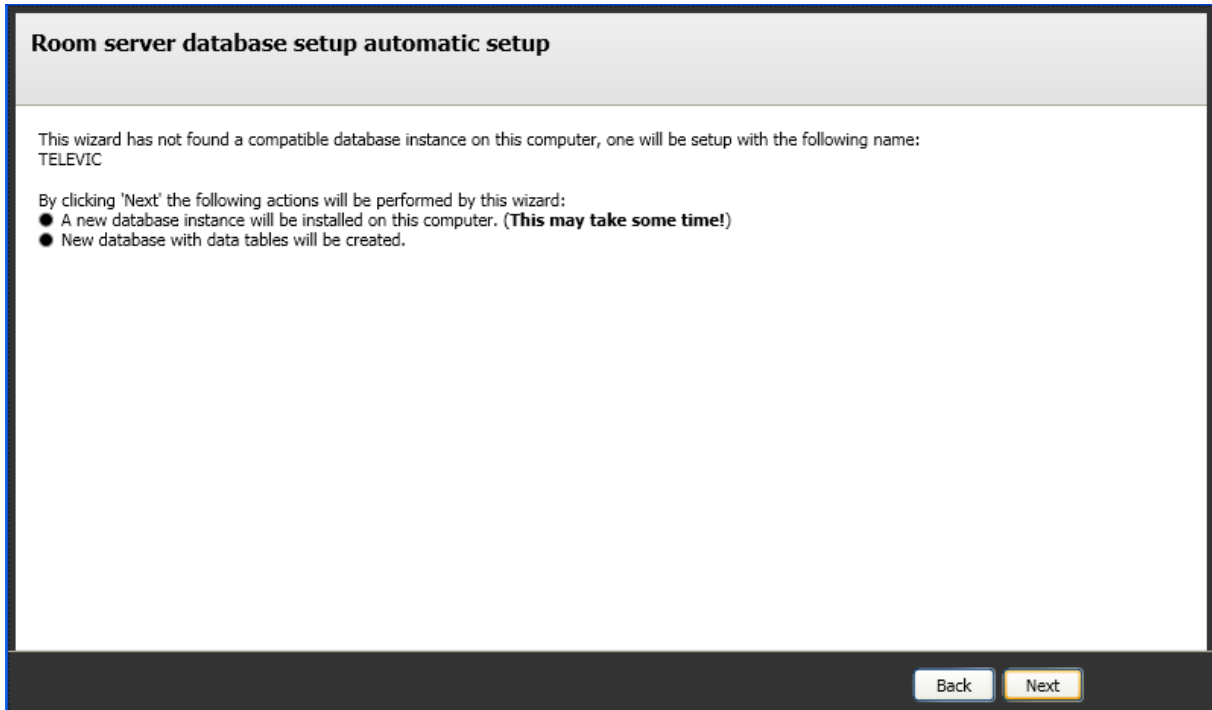 Room server database setup automatic setup
This wizard has not found a compatible database instance on this computer, one will be setup with the following name:
TELEVIC
By clicking 'Next' the following actions will be performed by this wizard:
● A new database instance will be installed on this computer. (This may take some time!)
● New database with data tables will be created.
Back Next